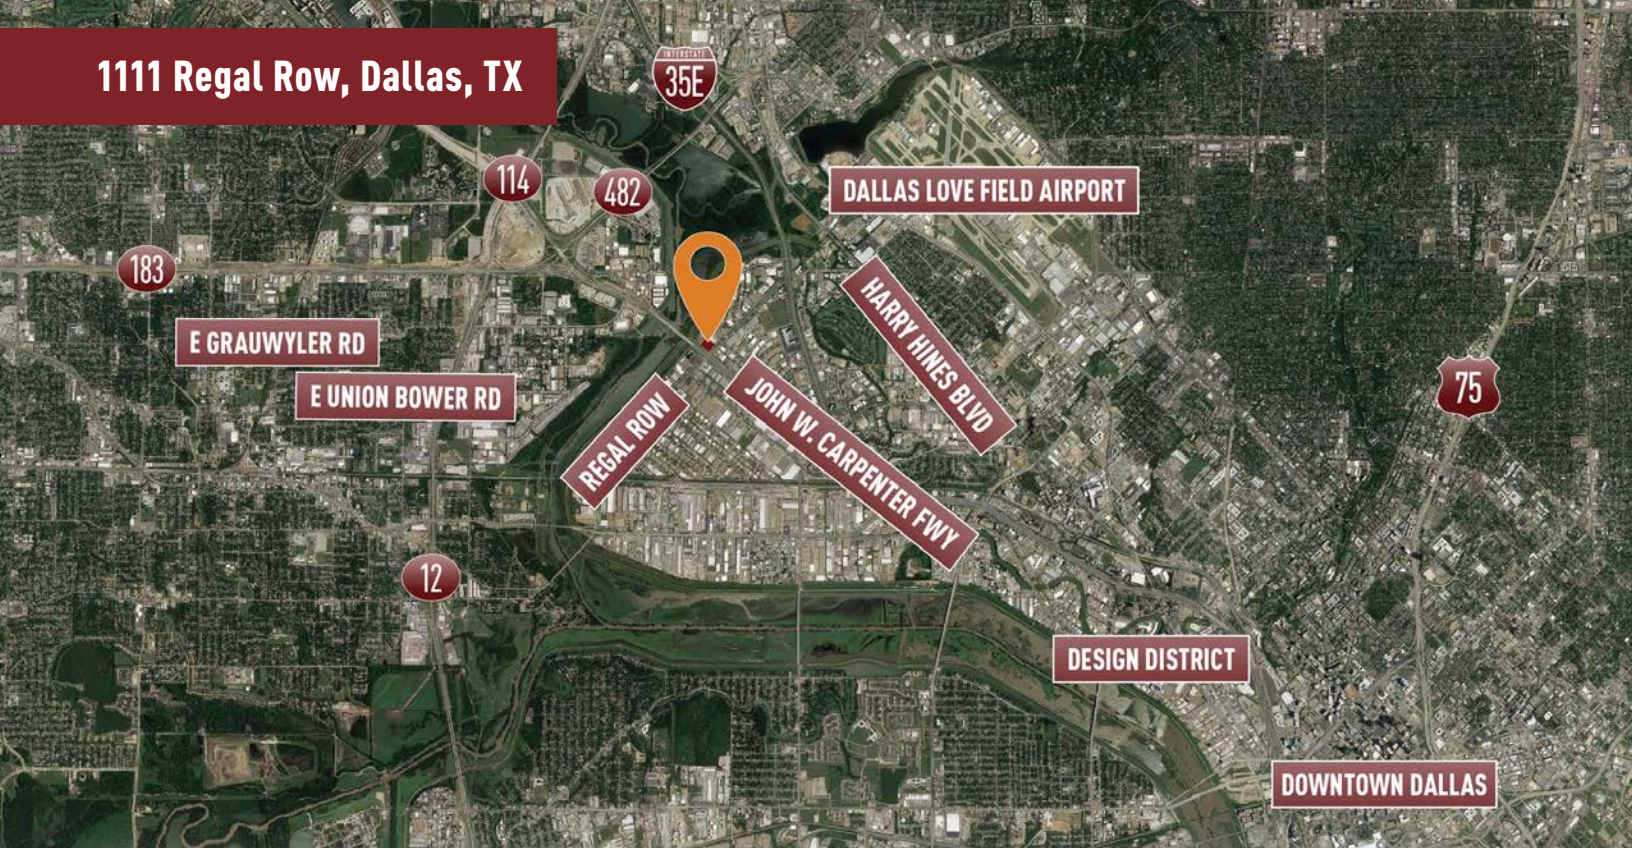 1111 Regal Row, Dallas, TX
INTERSTATE
35E
114
482
DALLAS LOVE FIELD AIRPORT
183
HARRY HINES BLVD
E GRAUWYLER RD
E UNION BOWER RD
REGAL ROW
JOHN W. CARPENTER FWY
75
12
DESIGN DISTRICT
DOWNTOWN DALLAS